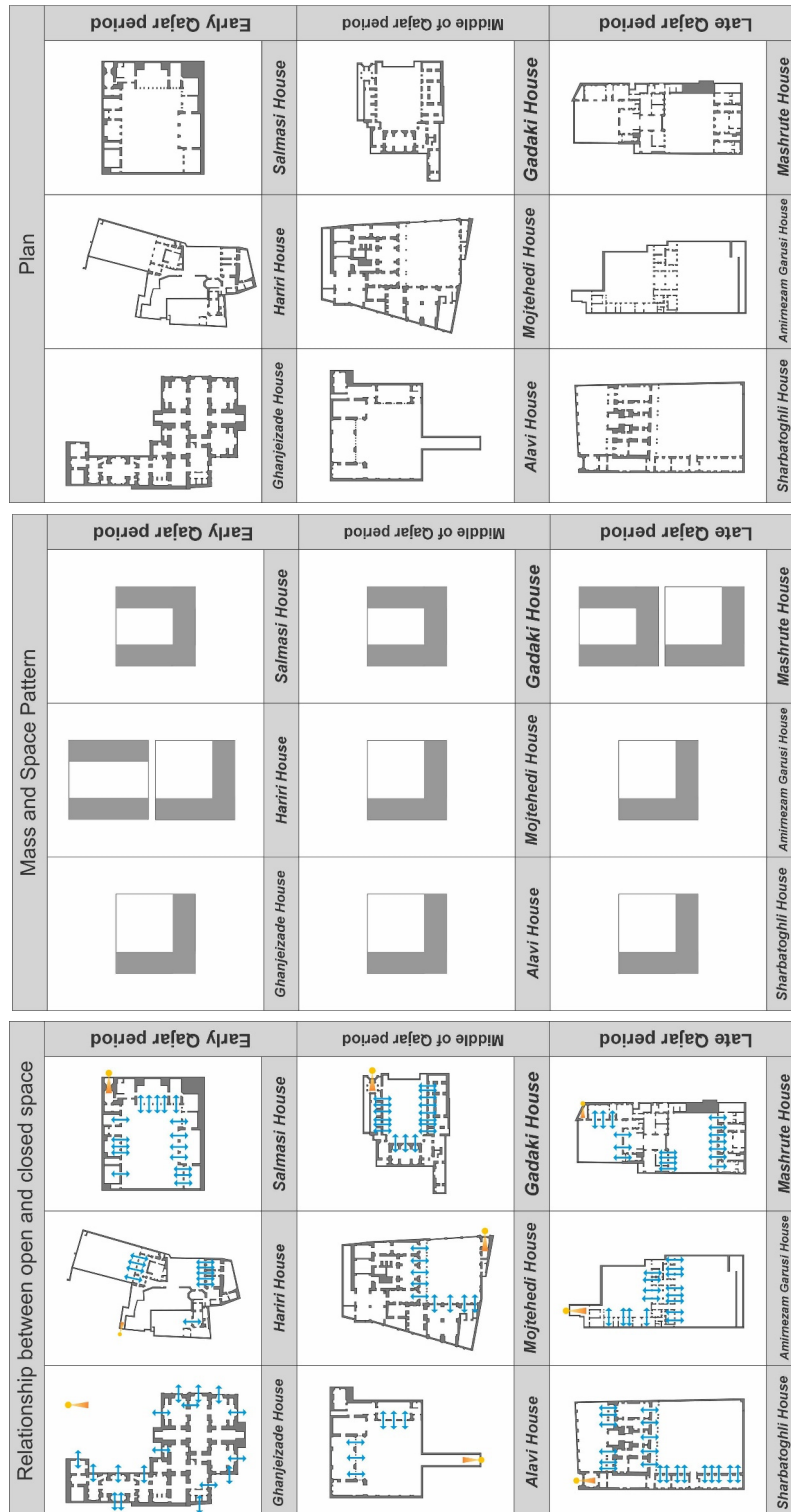 Relationship between open and closed space
Ghanjeizade House
Hariri House
Salmasi House
Early Qajar period
Alavi House
Mojtehedi House
Gadaki House
Middle of Qajar period
Sharbatoghli House
Amirnezam Garusi House
Mashrute House
Late Qajar period
Mass and Space Pattern
Ghanjeizade House
Hariri House
Salmasi House
Early Qajar period
Alavi House
Mojtehedi House
Gadaki House
Middle of Qajar period
Sharbatoghli House
Amirnezam Garusi House
Mashrute House
Late Qajar period
Plan
Ghanjeizade House
Hariri House
Salmasi House
Early Qajar period
Alavi House
Mojtehedi House
Gadaki House
Middle of Qajar period
Sharbatoghli House
Amirnezam Garusi House
Mashrute House
Late Qajar period